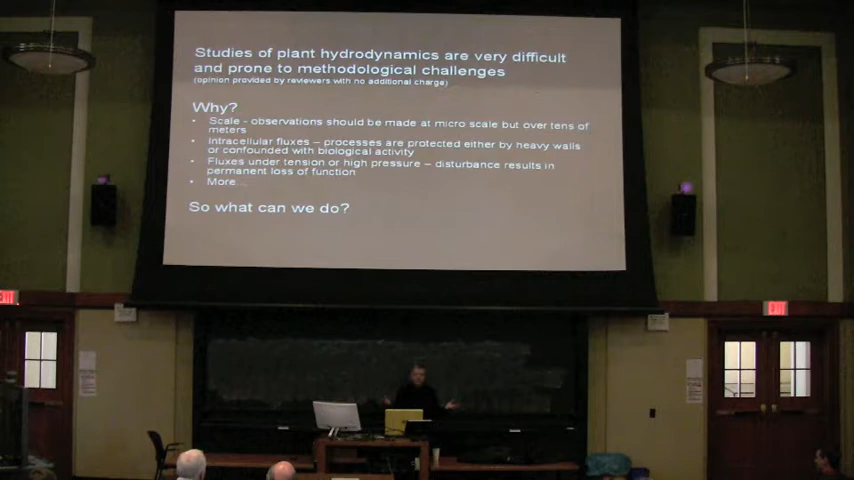 Studies of plant hydrodynamics are very difficult
and prone to methodological challenges
(opinion provided by reviewers with no additional charge)
Why?
• Scale - observations should be made at micro scale but over tens of
meters
• Intracellular fluxes – processes are protected either by heavy walls
or confounded with biological activity
• Fluxes under tension or high pressure – disturbance results in
permanent loss of function
• More...
So what can we do?
EXIT
EXIT